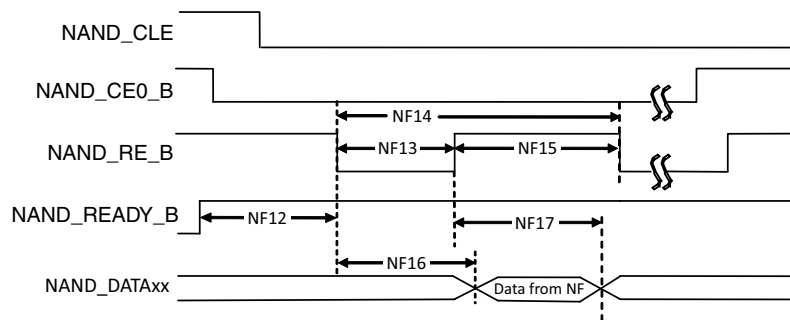 NAND_CLE
NAND_CE0_B
NF14
NAND_RE_B
NF13
NF15
NAND_READY_B
NF12
NF17
NF16
NAND_DATAxx
Data from NF